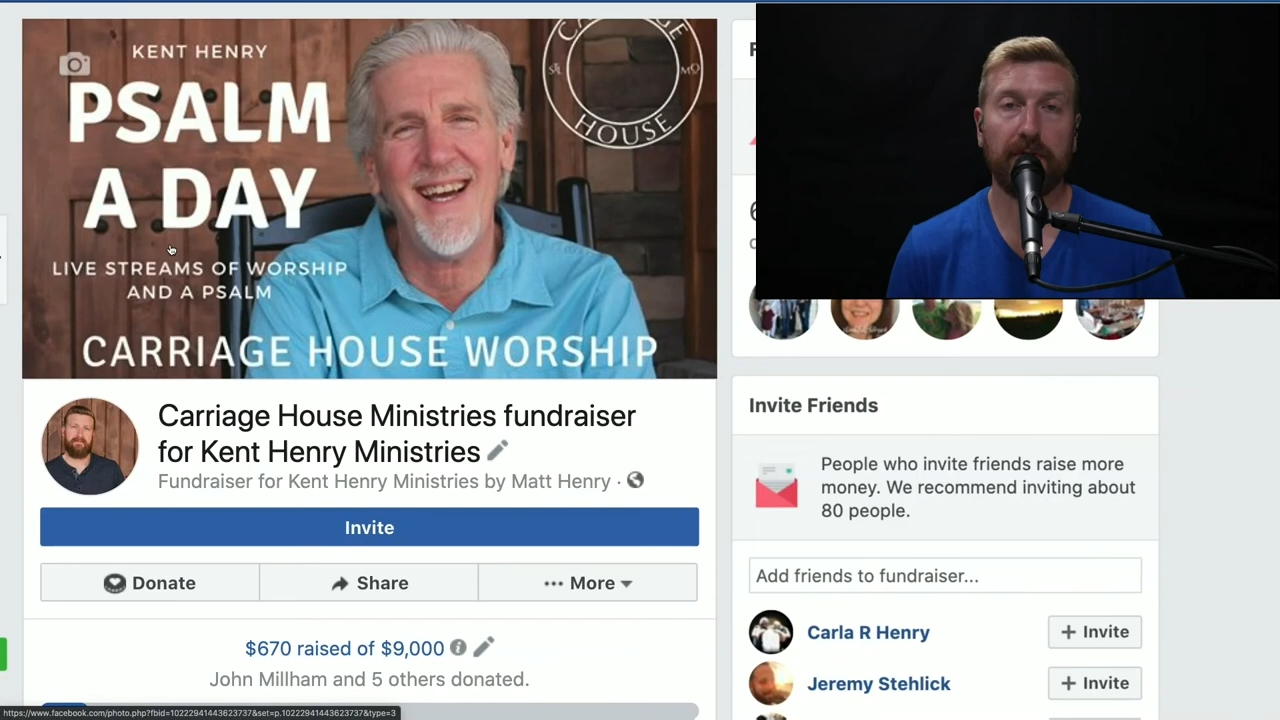 KENT HENRY
PSALM
A DAY
LIVE STREAMS OF WORSHIP
AND A PSALM
CARRIAGE HOUSE WORSHIP
STL
MO
HOUSE
Carriage House Ministries fundraiser
for Kent Henry Ministries
Fundraiser for Kent Henry Ministries by Matt Henry ·
Invite
Donate
Share
More
$670 raised of $9,000
John Millham and 5 others donated.
Invite Friends
People who invite friends raise more
money. We recommend inviting about
80 people.
Add friends to fundraiser...
Carla R Henry
+ Invite
Jeremy Stehlick
+ Invite
https://www.facebook.com/photo.php?fbid=10222941443623737&set=p.10222941443623737&type=3